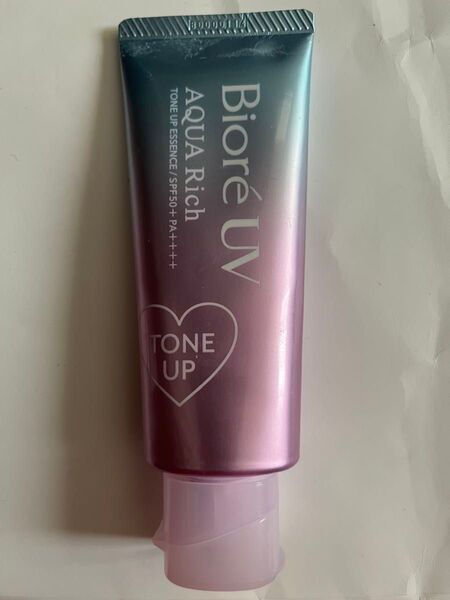 Bioré UV
AQUA Rich
TONE UP ESSENCE / SPF50+ PA++++
TONE
UP